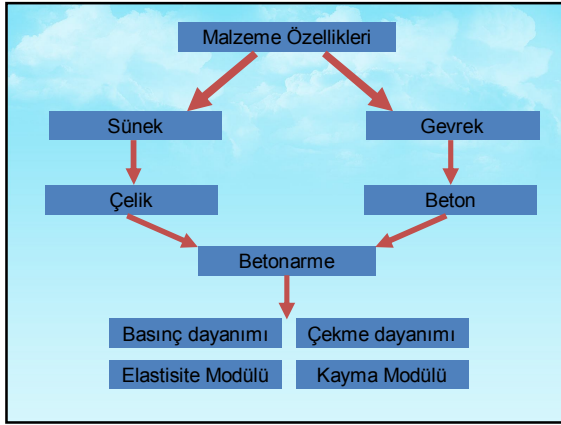 Malzeme Özellikleri
Sünek
Gevrek
Çelik
Beton
Betonarme
Basınç dayanımı
Çekme dayanımı
Elastisite Modülü
Kayma Modülü